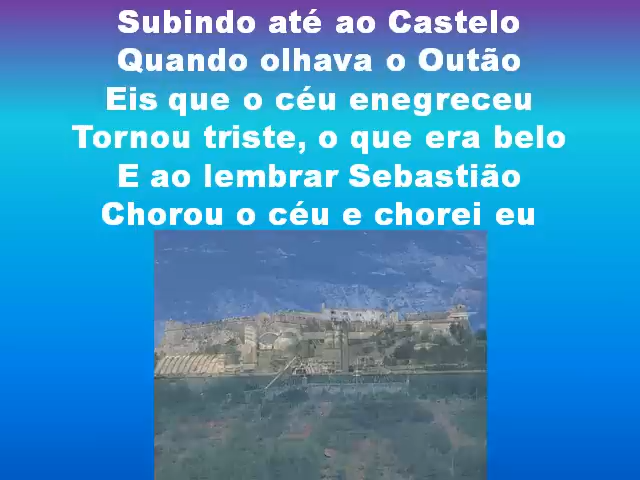 Subindo até ao Castelo
Quando olhava o Outão
Eis que o céu enegreceu
Tornou triste, o que era belo
E ao lembrar Sebastião
Chorou o céu e chorei eu